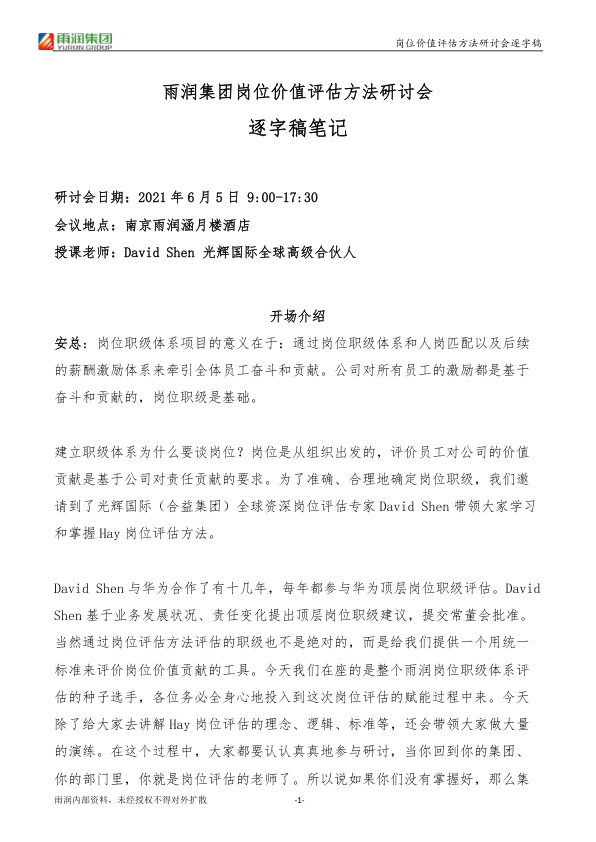 雨润集团
YURUN GROUP
岗位价值评估方法研讨会逐字稿
雨润集团岗位价值评估方法研讨会
逐字稿笔记
研讨会日期：2021 年 6 月 5 日 9:00-17:30
会议地点：南京雨润涵月楼酒店
授课老师：David Shen 光辉国际全球高级合伙人
开场介绍
安总：岗位职级体系项目的意义在于：通过岗位职级体系和人岗匹配以及后续
的薪酬激励体系来牵引全体员工奋斗和贡献。公司对所有员工的激励都是基于
奋斗和贡献的，岗位职级是基础。
建立职级体系为什么要谈岗位？岗位是从组织出发的，评价员工对公司的价值
贡献是基于公司对责任贡献的要求。为了准确、合理地确定岗位职级，我们邀
请到了光辉国际（合益集团）全球资深岗位评估专家 David Shen 带领大家学习
和掌握 Hay 岗位评估方法。
David Shen 与华为合作了有十几年，每年都参与华为顶层岗位职级评估。David
Shen 基于业务发展状况、责任变化提出顶层岗位职级建议，提交常董会批准。
当然通过岗位评估方法评估的职级也不是绝对的，而是给我们提供一个用统一
标准来评价岗位价值贡献的工具。今天我们在座的是整个雨润岗位职级体系评
估的种子选手，各位务必全身心地投入到这次岗位评估的赋能过程中来。今天
除了给大家去讲解 Hay 岗位评估的理念、逻辑、标准等，还会带领大家做大量
的演练。在这个过程中，大家都要认认真真地参与研讨，当你回到你的集团、
你的部门里，你就是岗位评估的老师了。所以说如果你们没有掌握好，那么集
雨润内部资料，未经授权不得对外扩散
-1-